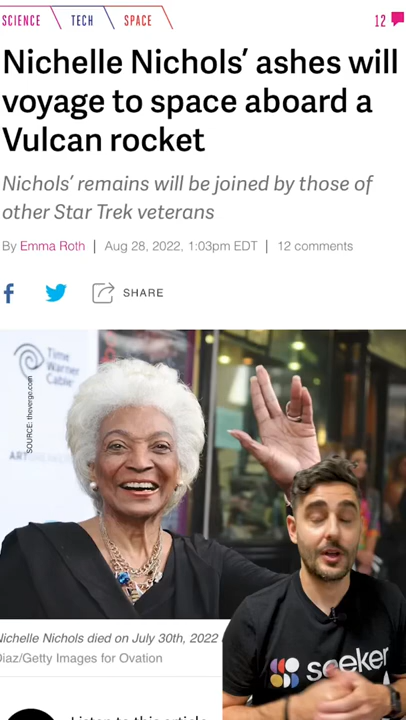 SCIENCE TECH SPACE 12
Nichelle Nichols’ ashes will
voyage to space aboard a
Vulcan rocket
Nichols’ remains will be joined by those of
other Star Trek veterans
By Emma Roth | Aug 28, 2022, 1:03pm EDT | 12 comments
SHARE
Time
Warner
Cable
SOURCE: theverge.com
ART
seeker
Nichelle Nichols died on July 30th, 2022
Diaz/Getty Images for Ovation
Listen to this article